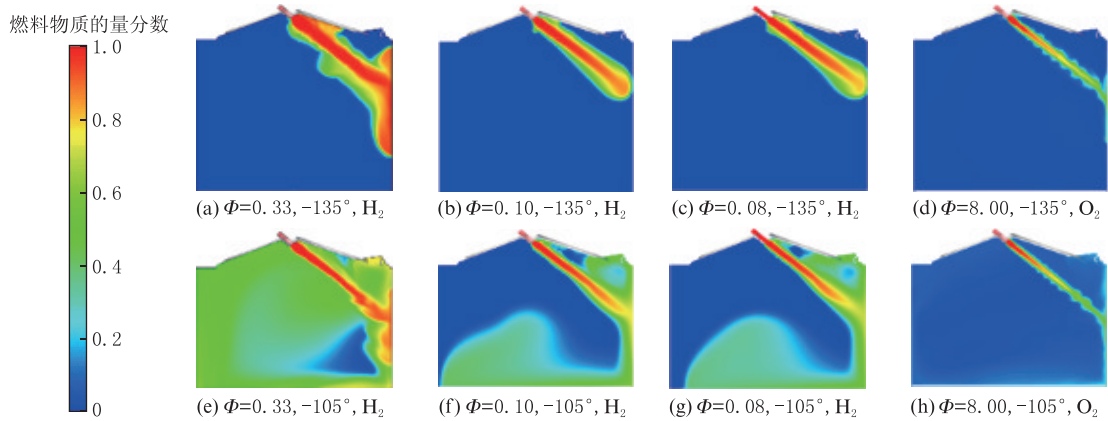 燃料物质的量分数
1.0
0.8
0.6
0.4
0.2
0
(a) Φ=0.33, -135°, H₂
(b) Φ=0.10, -135°, H₂
(c) Φ=0.08, -135°, H₂
(d) Φ=8.00, -135°, O₂
(e) Φ=0.33, -105°, H₂
(f) Φ=0.10, -105°, H₂
(g) Φ=0.08, -105°, H₂
(h) Φ=8.00, -105°, O₂